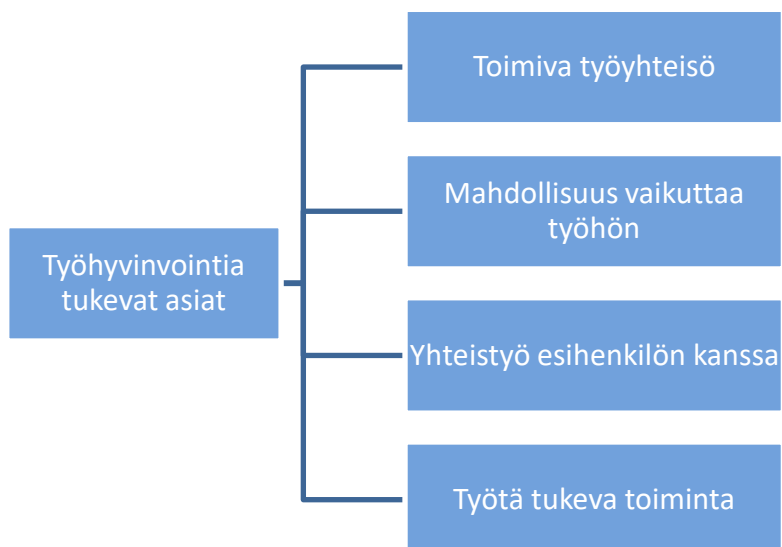 Toimiva työyhteisö
Mahdollisuus vaikuttaa
työhön
Työhyvinvointia
tukevat asiat
Yhteistyö esihenkilön kanssa
Työtä tukeva toiminta